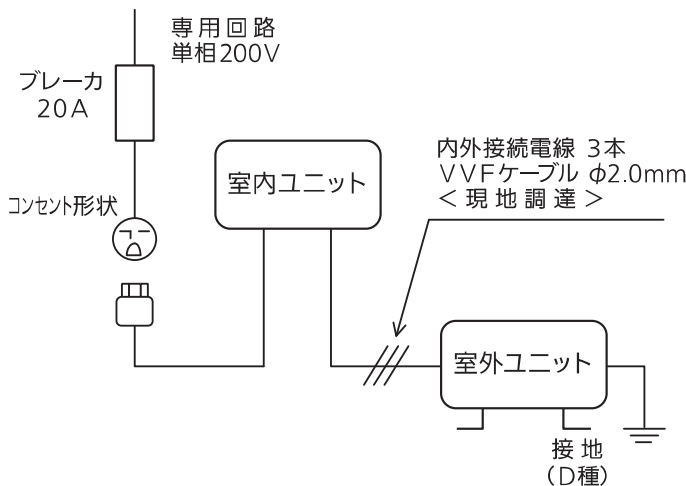 専用回路
単相200V
ブレーカ
20A
コンセント形状
室内ユニット
内外接続電線 3本
VVFケーブル φ2.0mm
＜現地調達＞
室外ユニット
接地
(D種)